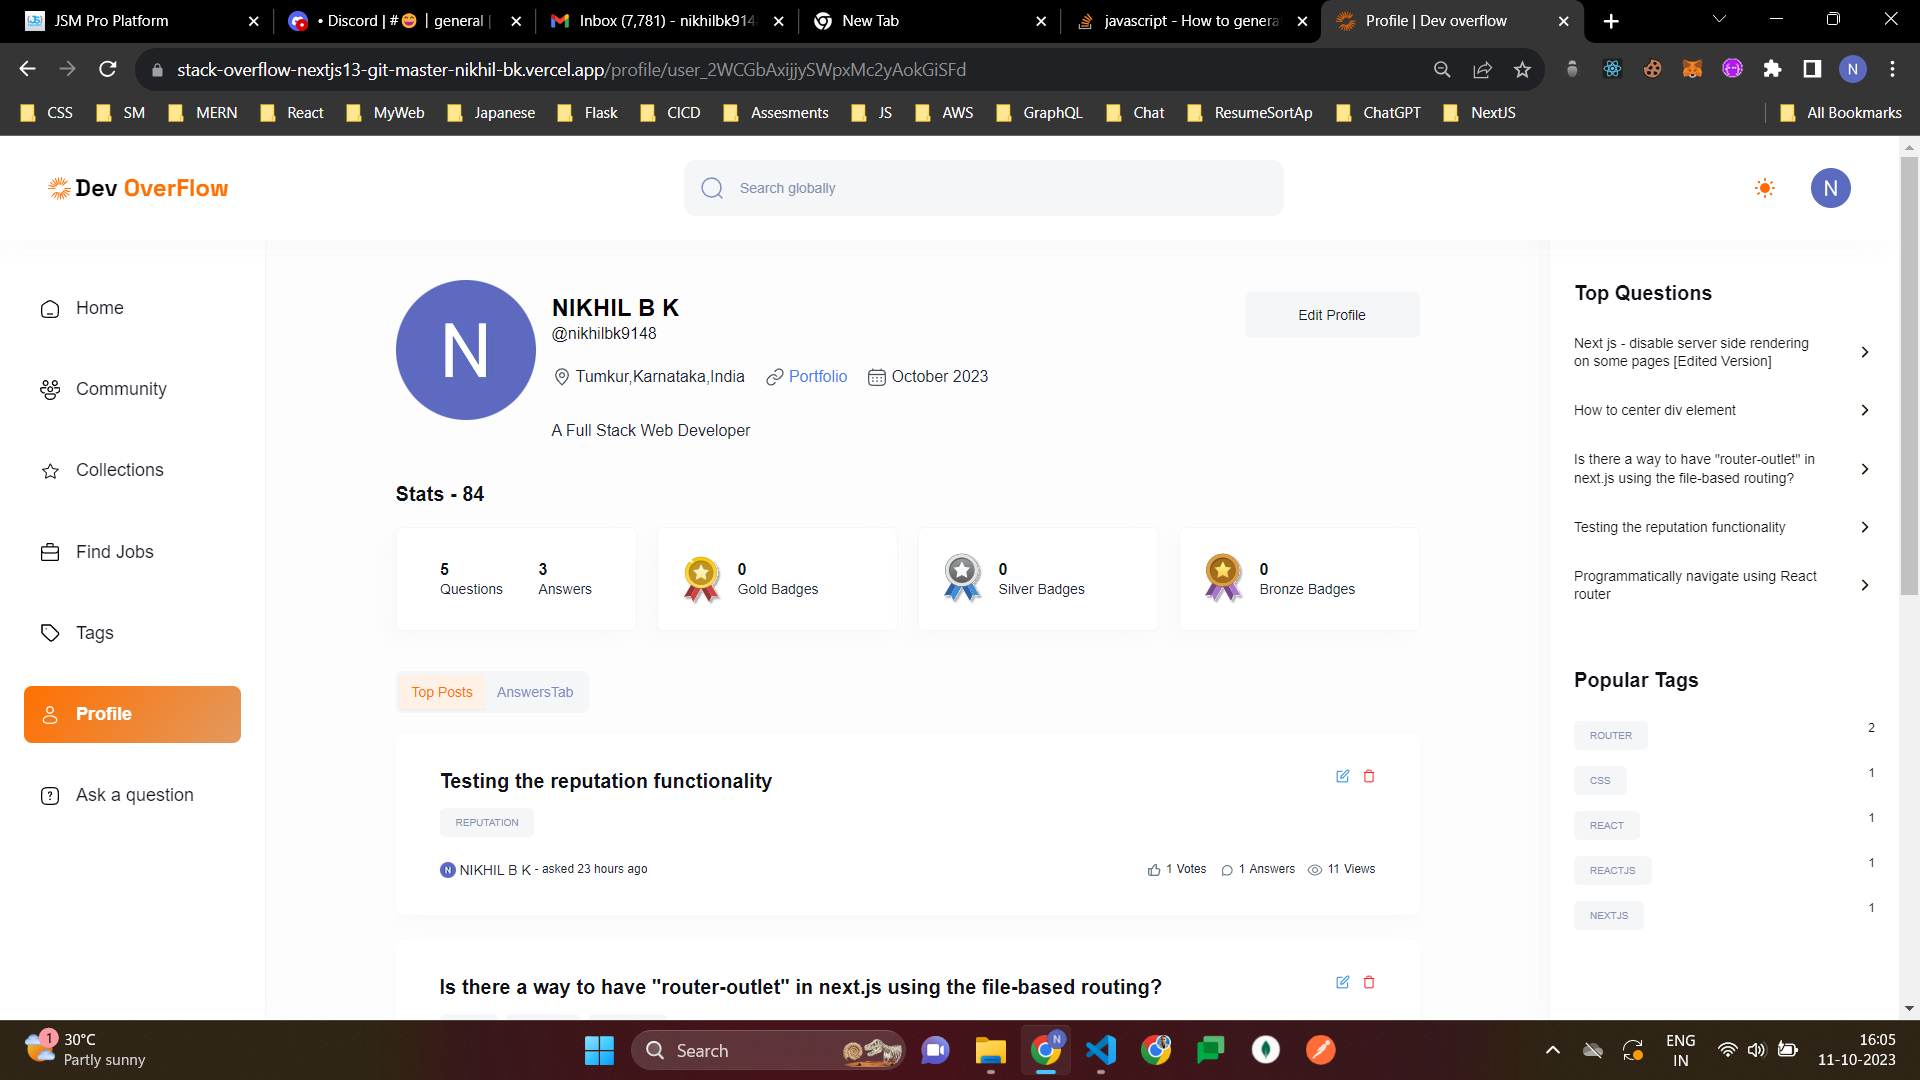 JSM Pro Platform
• Discord | # | general |
Inbox (7,781) - nikhilbk914
New Tab
javascript - How to genera
Profile | Dev overflow
stack-overflow-nextjs13-git-master-nikhil-bk.vercel.app/profile/user_2WCGbAxijjySWpxMc2yAokGiSFd
N
CSS
SM
MERN
React
MyWeb
Japanese
Flask
CICD
Assesments
JS
AWS
GraphQL
Chat
ResumeSortAp
ChatGPT
NextJS
All Bookmarks
Dev OverFlow
Search globally
N
Home
Community
Collections
Find Jobs
Tags
Profile
Ask a question
N
NIKHIL B K
@nikhilbk9148
Tumkur,Karnataka,India
Portfolio
October 2023
A Full Stack Web Developer
Edit Profile
Stats - 84
5
Questions
3
Answers
0
Gold Badges
0
Silver Badges
0
Bronze Badges
Top Posts
AnswersTab
Testing the reputation functionality
REPUTATION
N NIKHIL B K - asked 23 hours ago
1 Votes
1 Answers
11 Views
Is there a way to have "router-outlet" in next.js using the file-based routing?
Top Questions
Next js - disable server side rendering
on some pages [Edited Version]
How to center div element
Is there a way to have "router-outlet" in
next.js using the file-based routing?
Testing the reputation functionality
Programmatically navigate using React
router
Popular Tags
ROUTER 2
CSS 1
REACT 1
REACTJS 1
NEXTJS 1
1
30°C
Partly sunny
Search
N
ENG
IN
16:05
11-10-2023